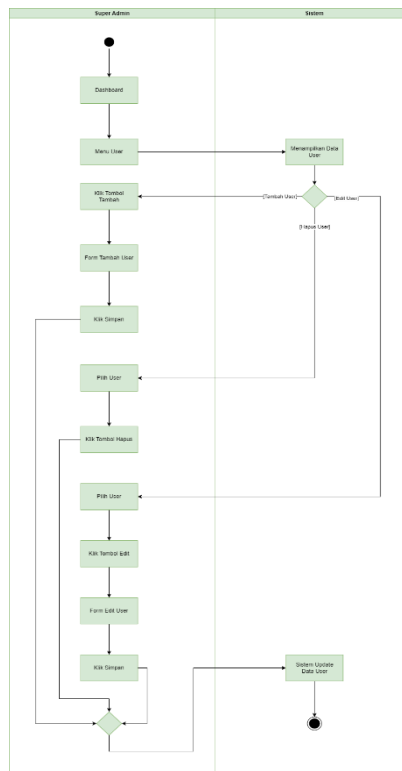 Super Admin
Sistem
Dashboard
Menu User
Menampilkan Data
User
Klik Tombol
Tambah
[Tambah User]
[Edit User]
[Hapus User]
Form Tambah User
Klik Simpan
Pilih User
Klik Tombol Hapus
Pilih User
Klik Tombol Edit
Form Edit User
Klik Simpan
Sistem Update
Data User